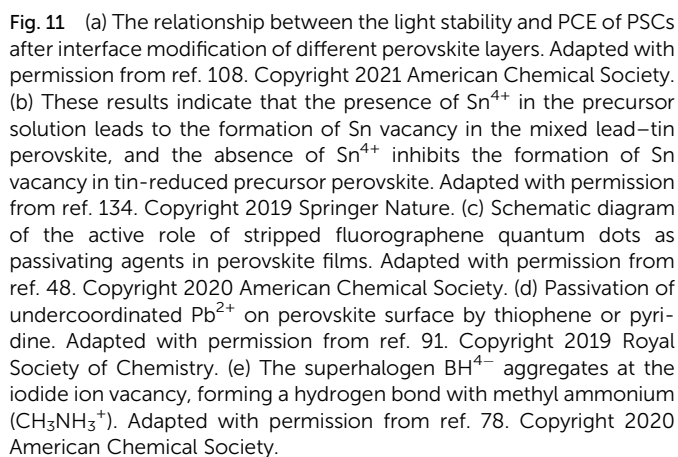 Fig. 11 (a) The relationship between the light stability and PCE of PSCs
after interface modification of different perovskite layers. Adapted with
permission from ref. 108. Copyright 2021 American Chemical Society.
(b) These results indicate that the presence of Sn⁴⁺ in the precursor
solution leads to the formation of Sn vacancy in the mixed lead–tin
perovskite, and the absence of Sn⁴⁺ inhibits the formation of Sn
vacancy in tin-reduced precursor perovskite. Adapted with permission
from ref. 134. Copyright 2019 Springer Nature. (c) Schematic diagram
of the active role of stripped fluorographene quantum dots as
passivating agents in perovskite films. Adapted with permission from
ref. 48. Copyright 2020 American Chemical Society. (d) Passivation of
undercoordinated Pb²⁺ on perovskite surface by thiophene or pyri-
dine. Adapted with permission from ref. 91. Copyright 2019 Royal
Society of Chemistry. (e) The superhalogen BH⁴⁻ aggregates at the
iodide ion vacancy, forming a hydrogen bond with methyl ammonium
(CH₃NH₃⁺). Adapted with permission from ref. 78. Copyright 2020
American Chemical Society.